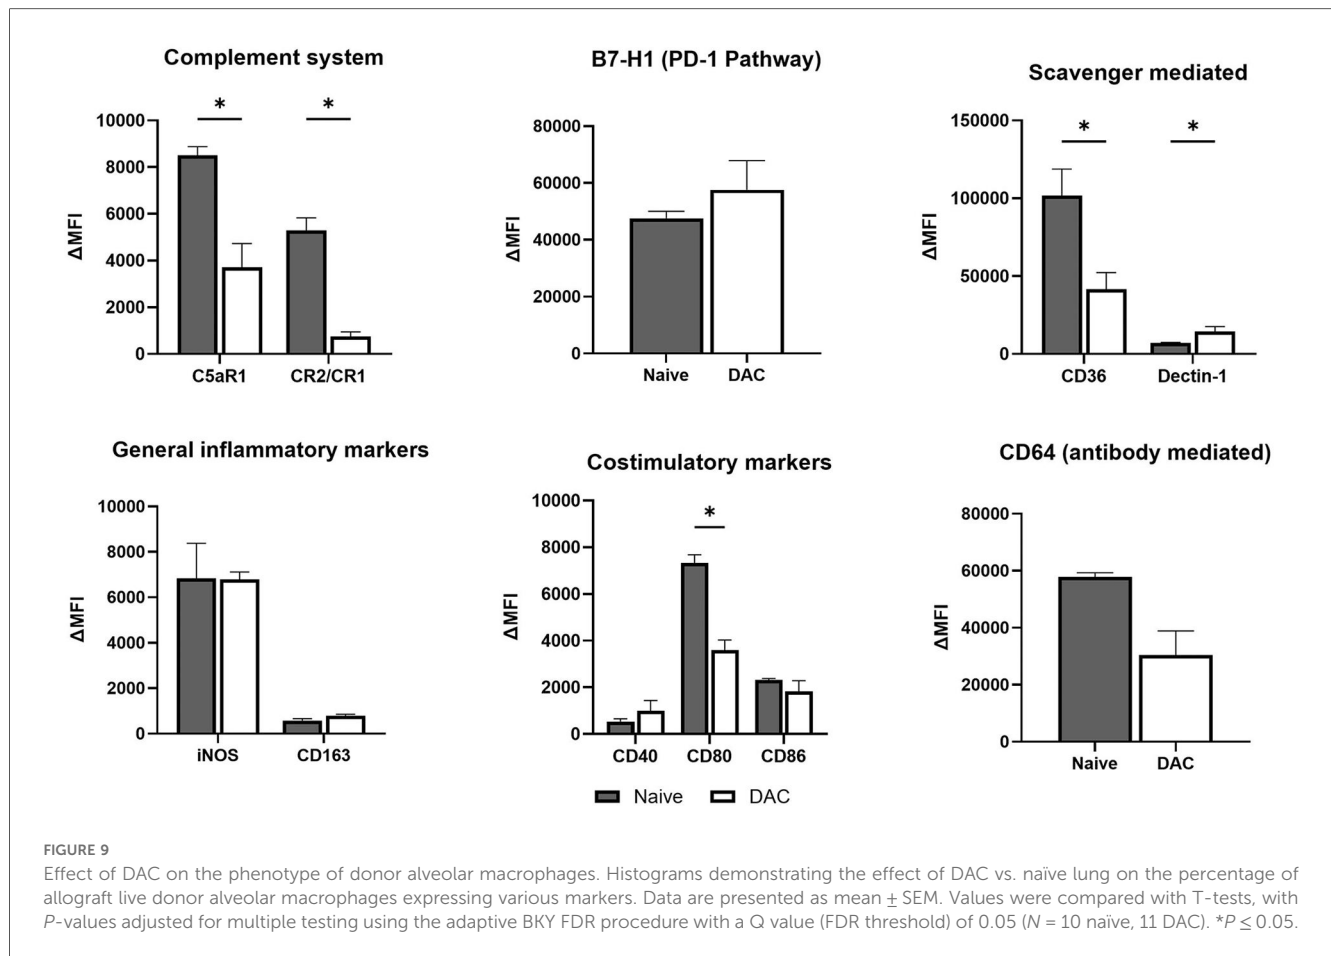 Complement system
B7-H1 (PD-1 Pathway)
Scavenger mediated
ΔMFI
10000
8000
6000
4000
2000
0
*
*
C5aR1
CR2/CR1
ΔMFI
80000
60000
40000
20000
0
Naive
DAC
ΔMFI
150000
100000
50000
0
*
*
CD36
Dectin-1
General inflammatory markers
Costimulatory markers
CD64 (antibody mediated)
ΔMFI
10000
8000
6000
4000
2000
0
iNOS
CD163
ΔMFI
10000
8000
6000
4000
2000
0
*
CD40
CD80
CD86
ΔMFI
80000
60000
40000
20000
0
Naive
DAC
Naive
DAC
FIGURE 9
Effect of DAC on the phenotype of donor alveolar macrophages. Histograms demonstrating the effect of DAC vs. naïve lung on the percentage of
allograft live donor alveolar macrophages expressing various markers. Data are presented as mean ± SEM. Values were compared with T-tests, with
P-values adjusted for multiple testing using the adaptive BKY FDR procedure with a Q value (FDR threshold) of 0.05 (N = 10 naïve, 11 DAC). *P ≤ 0.05.